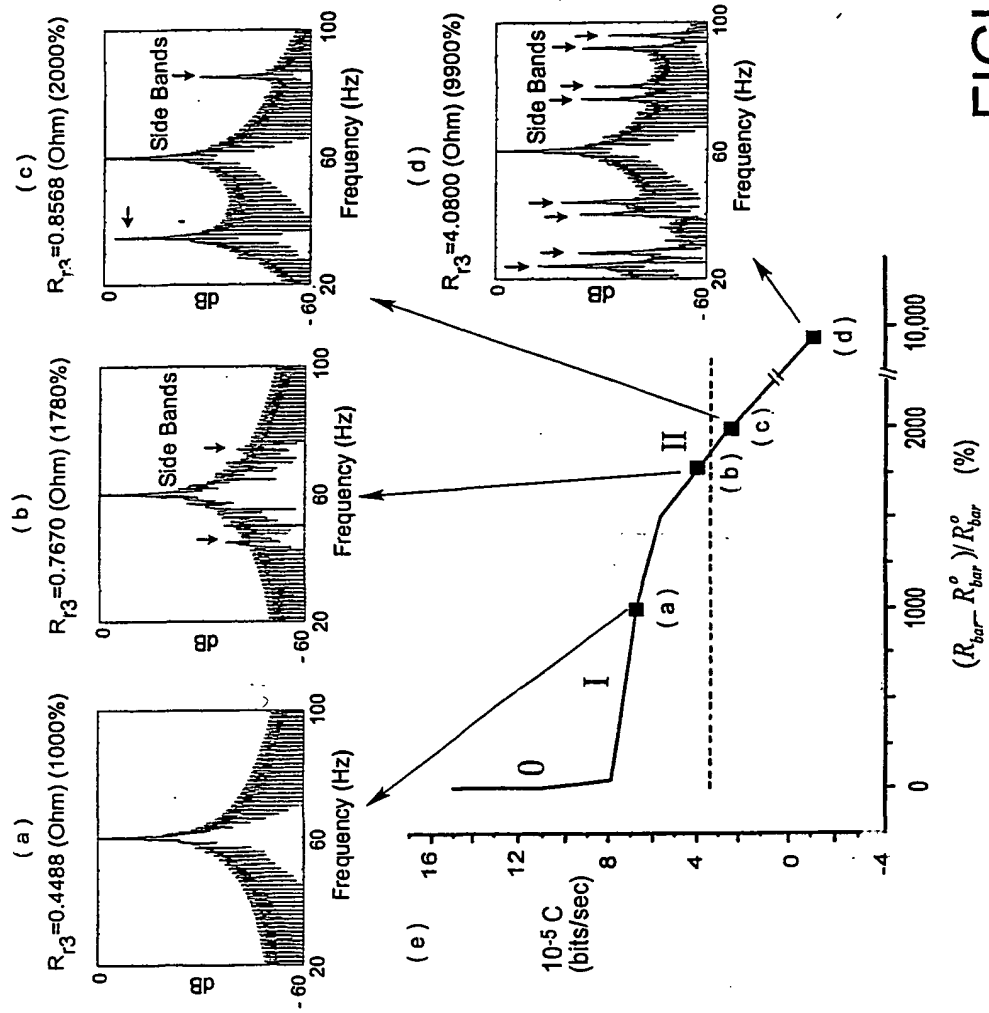 ( a )
R_r3=0.4488 (Ohm) (1000%)
0
dB
- 60
20
60
100
Frequency (Hz)
( b )
R_r3=0.7670 (Ohm) (1780%)
0
dB
- 60
Side Bands
20
60
100
Frequency (Hz)
( c )
R_r3=0.8568 (Ohm) (2000%)
0
dB
- 60
Side Bands
20
60
100
Frequency (Hz)
( d )
R_r3=4.0800 (Ohm) (9900%)
0
dB
-60
Side Bands
20
60
100
Frequency (Hz)
( e )
10^-5 C
(bits/sec)
16
12
8
4
0
-4
0
I
II
( a )
( b )
( c )
( d )
0
1000
2000
10,000
(R_bar – R^o_bar )/R^o_bar (%)